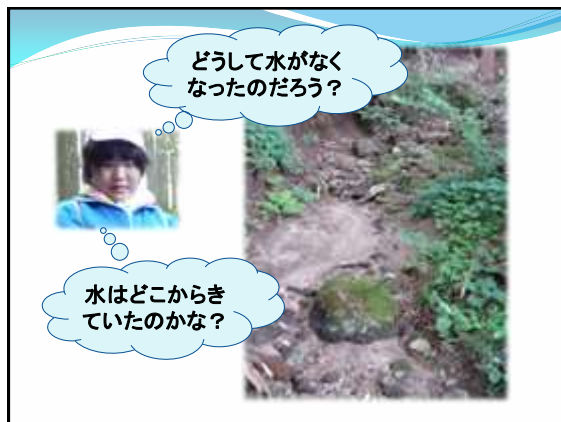 どうして水がなく
なったのだろう？
水はどこからき
ていたのかな？